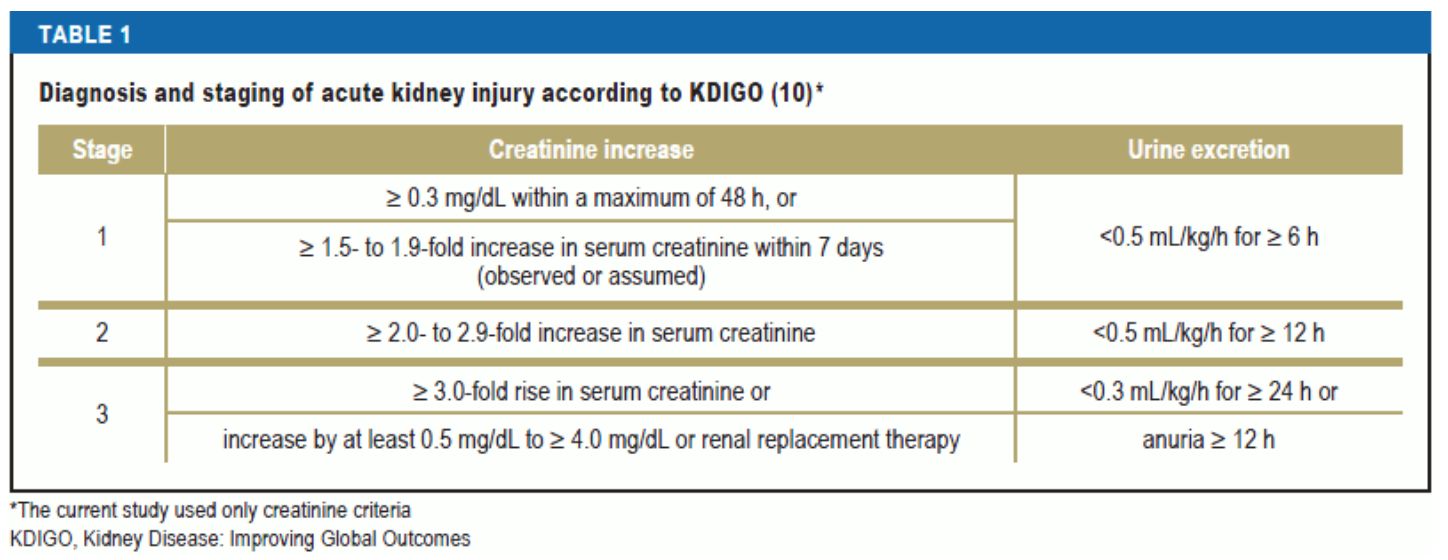 TABLE 1
Diagnosis and staging of acute kidney injury according to KDIGO (10)*
Stage Creatinine increase Urine excretion
1
≥ 0.3 mg/dL within a maximum of 48 h, or
≥ 1.5- to 1.9-fold increase in serum creatinine within 7 days
(observed or assumed)
<0.5 mL/kg/h for ≥ 6 h
2 ≥ 2.0- to 2.9-fold increase in serum creatinine <0.5 mL/kg/h for ≥ 12 h
3
≥ 3.0-fold rise in serum creatinine or <0.3 mL/kg/h for ≥ 24 h or
increase by at least 0.5 mg/dL to ≥ 4.0 mg/dL or renal replacement therapy anuria ≥ 12 h
*The current study used only creatinine criteria
KDIGO, Kidney Disease: Improving Global Outcomes